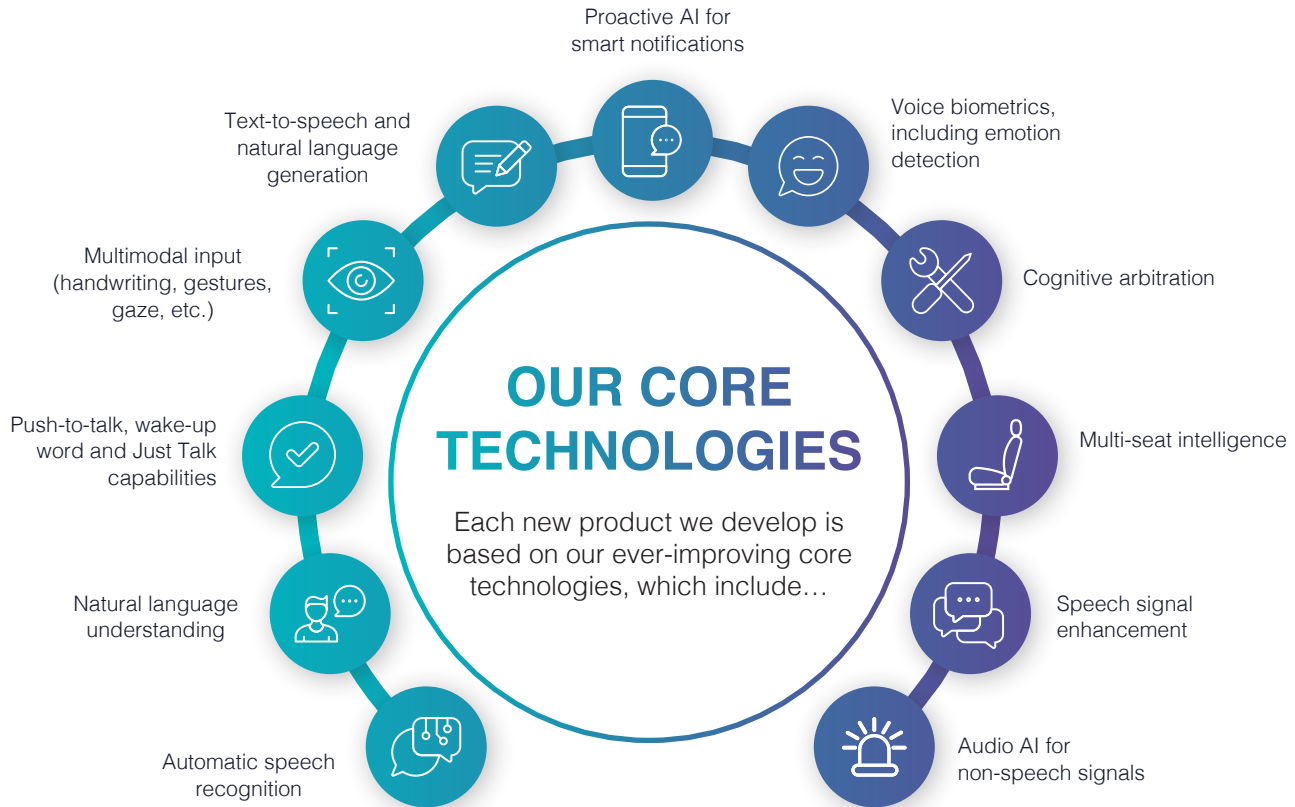 Proactive AI for
smart notifications
Text-to-speech and
natural language
generation
Voice biometrics,
including emotion
detection
Multimodal input
(handwriting, gestures,
gaze, etc.)
Cognitive arbitration
OUR CORE
TECHNOLOGIES
Each new product we develop is
based on our ever-improving core
technologies, which include…
Push-to-talk, wake-up
word and Just Talk
capabilities
Multi-seat intelligence
Natural language
understanding
Speech signal
enhancement
Automatic speech
recognition
Audio AI for
non-speech signals